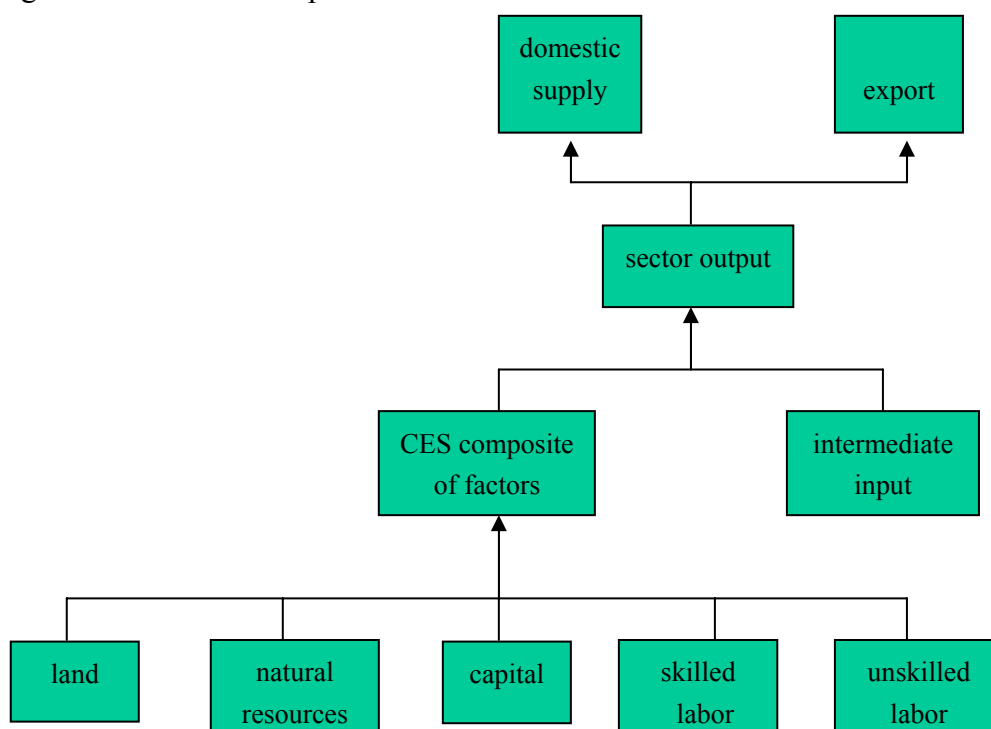 domestic
supply
export
sector output
CES composite
of factors
intermediate
input
land
natural
resources
capital
skilled
labor
unskilled
labor